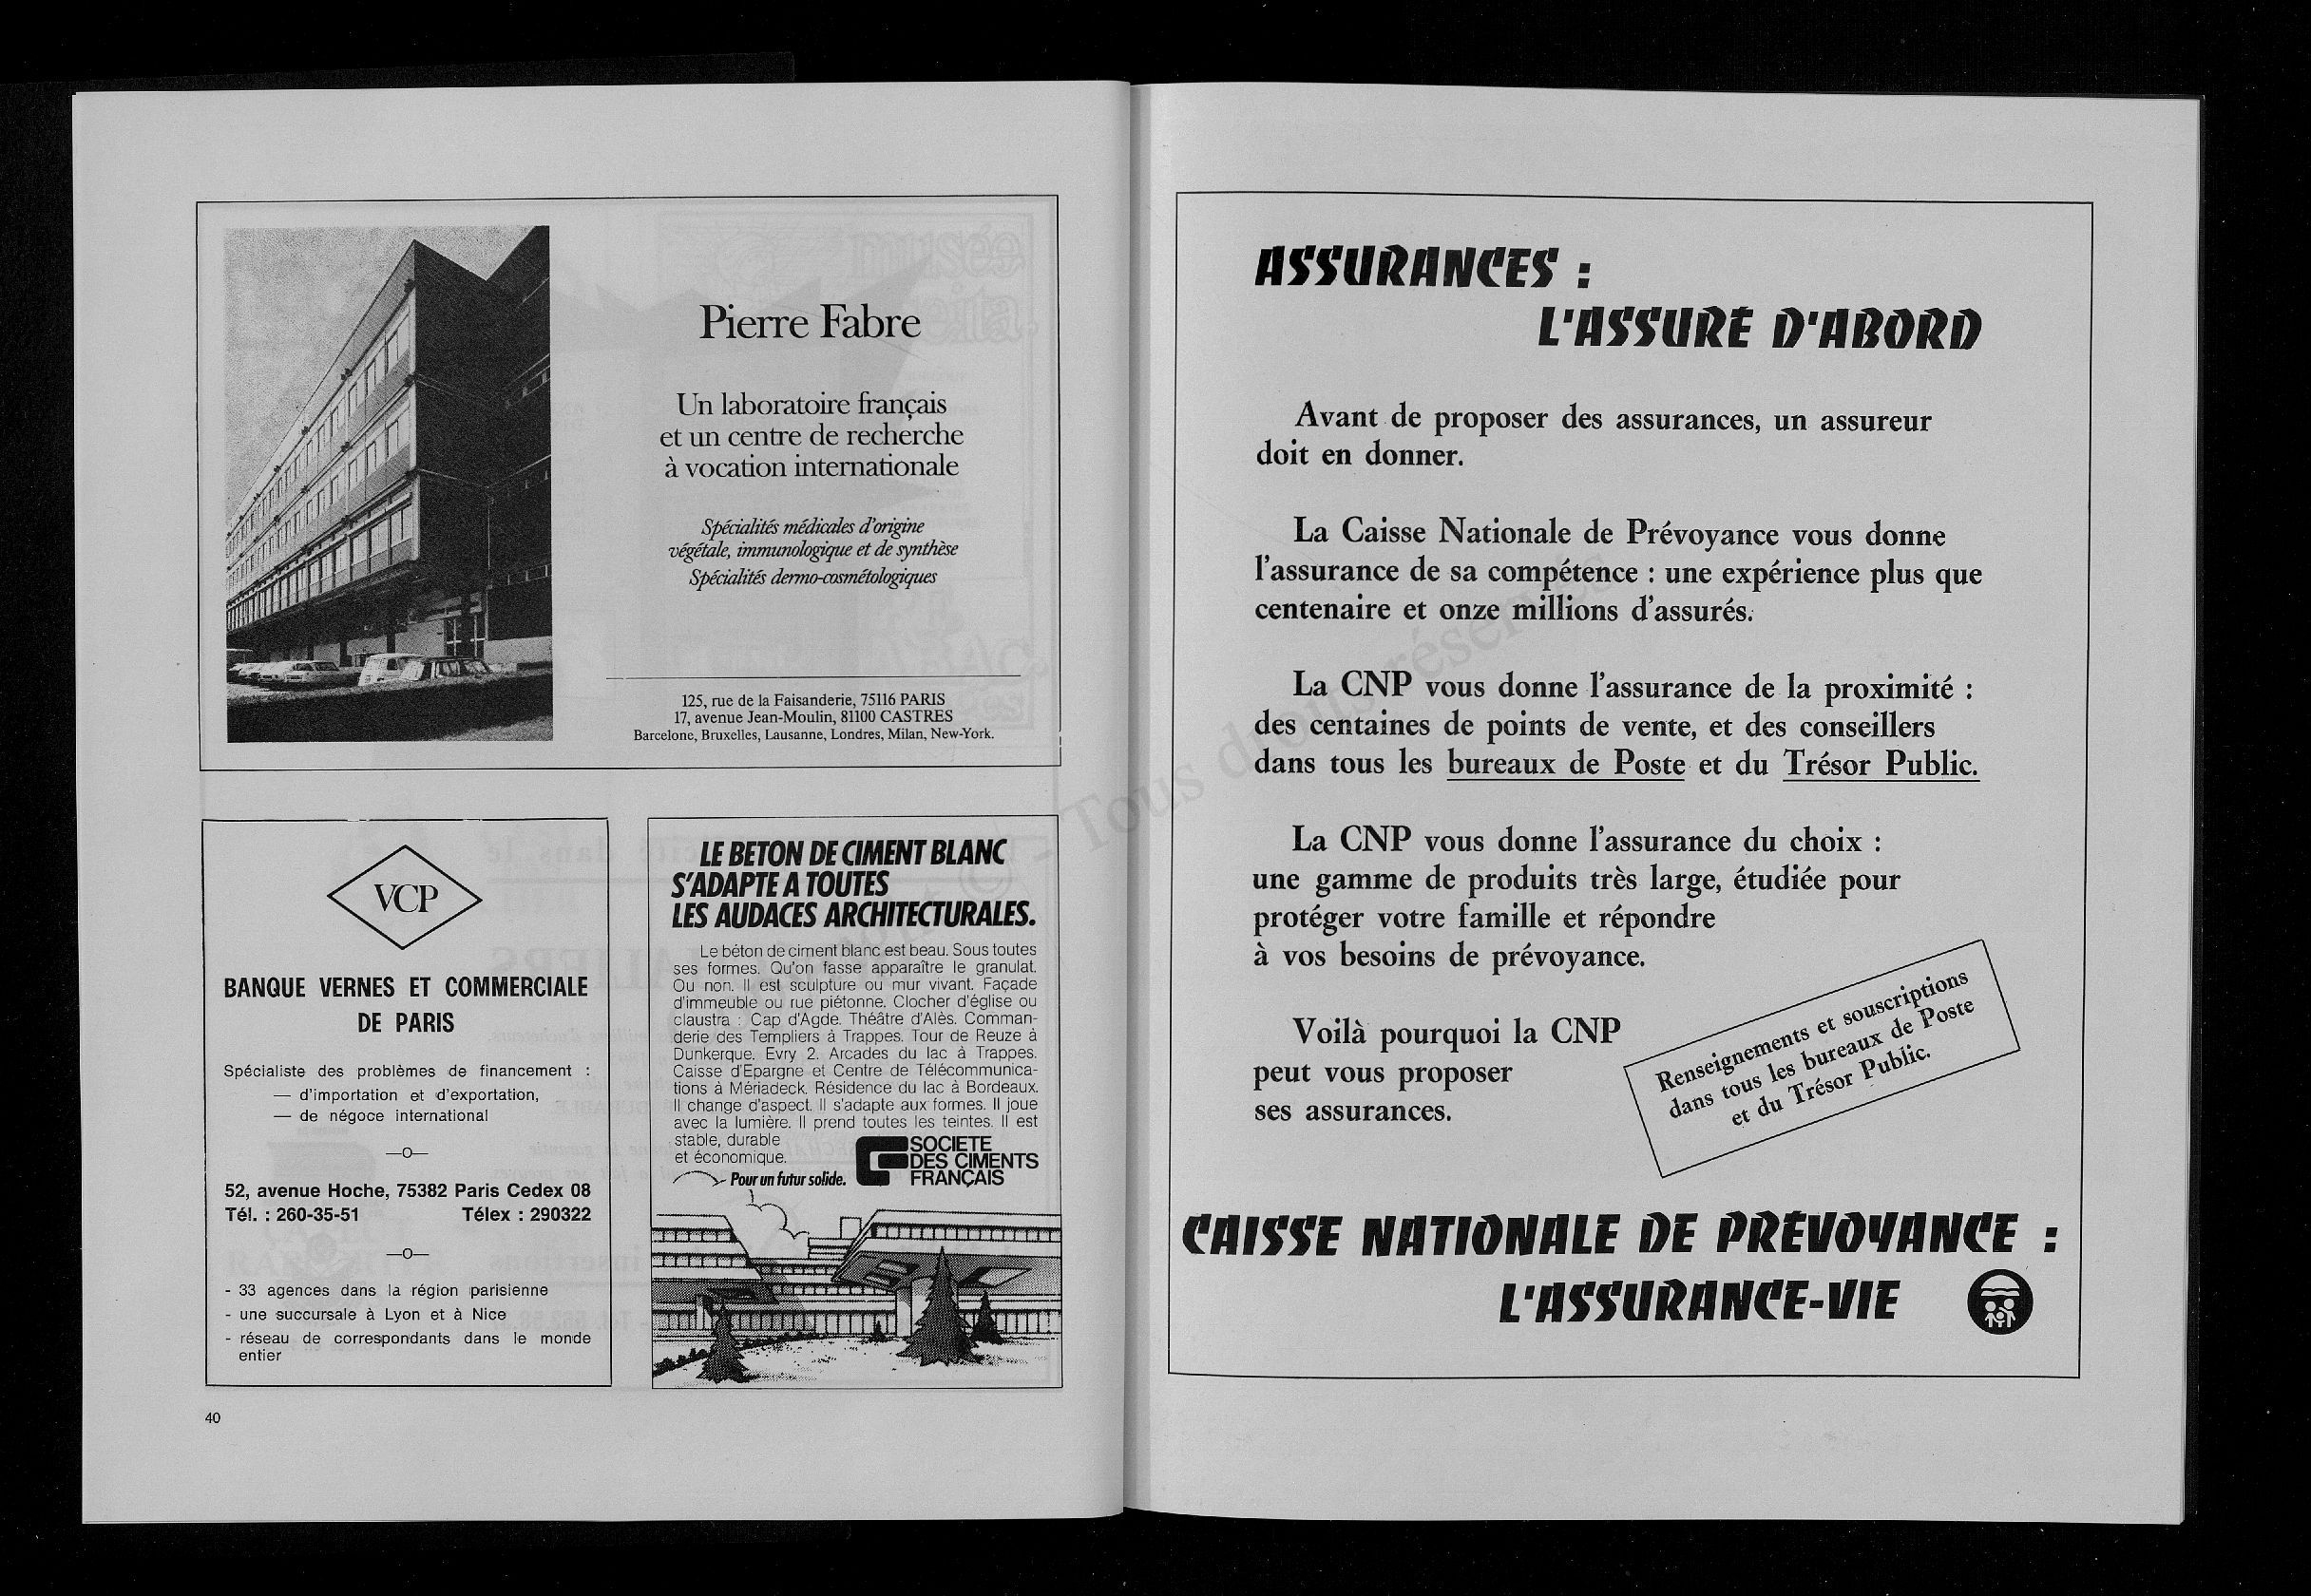 Pierre Fabre
Un laboratoire français
et un centre de recherche
à vocation internationale
Spécialités médicales d'origine
végétale, immunologique et de synthèse
Spécialités dermo-cosmétologiques
125, rue de la Faisanderie, 75116 PARIS
17, avenue Jean-Moulin, 81100 CASTRES
Barcelone, Bruxelles, Lausanne, Londres, Milan, New-York.
VCP
BANQUE VERNES ET COMMERCIALE
DE PARIS
Spécialiste des problèmes de financement :
— d'importation et d'exportation,
— de négoce international
—o—
52, avenue Hoche, 75382 Paris Cedex 08
Tél. : 260-35-51 Télex : 290322
—o—
- 33 agences dans la région parisienne
- une succursale à Lyon et à Nice
- réseau de correspondants dans le monde
entier
LE BETON DE CIMENT BLANC
S'ADAPTE A TOUTES
LES AUDACES ARCHITECTURALES.
Le béton de ciment blanc est beau. Sous toutes
ses formes. Qu'on fasse apparaître le granulat.
Ou non. Il est sculpture ou mur vivant. Façade
d'immeuble ou rue piétonne. Clocher d'église ou
claustra : Cap d'Agde. Théâtre d'Alès. Comman-
derie des Templiers à Trappes. Tour de Reuze à
Dunkerque. Evry 2. Arcades du lac à Trappes.
Caisse d'Epargne et Centre de Télécommunica-
tions à Mériadeck. Résidence du lac à Bordeaux.
Il change d'aspect. Il s'adapte aux formes. Il joue
avec la lumière. Il prend toutes les teintes. Il est
stable, durable
et économique.
Pour un futur solide.
SOCIETE
DES CIMENTS
FRANÇAIS
40
ASSURANCES :
L'ASSURÉ D'ABORD
Avant de proposer des assurances, un assureur
doit en donner.
La Caisse Nationale de Prévoyance vous donne
l'assurance de sa compétence : une expérience plus que
centenaire et onze millions d'assurés.
La CNP vous donne l'assurance de la proximité :
des centaines de points de vente, et des conseillers
dans tous les bureaux de Poste et du Trésor Public.
La CNP vous donne l'assurance du choix :
une gamme de produits très large, étudiée pour
protéger votre famille et répondre
à vos besoins de prévoyance.
Voilà pourquoi la CNP
peut vous proposer
ses assurances.
Renseignements et souscriptions
dans tous les bureaux de Poste
et du Trésor Public.
CAISSE NATIONALE DE PRÉVOYANCE :
L'ASSURANCE-VIE
© - Tous droits réservés